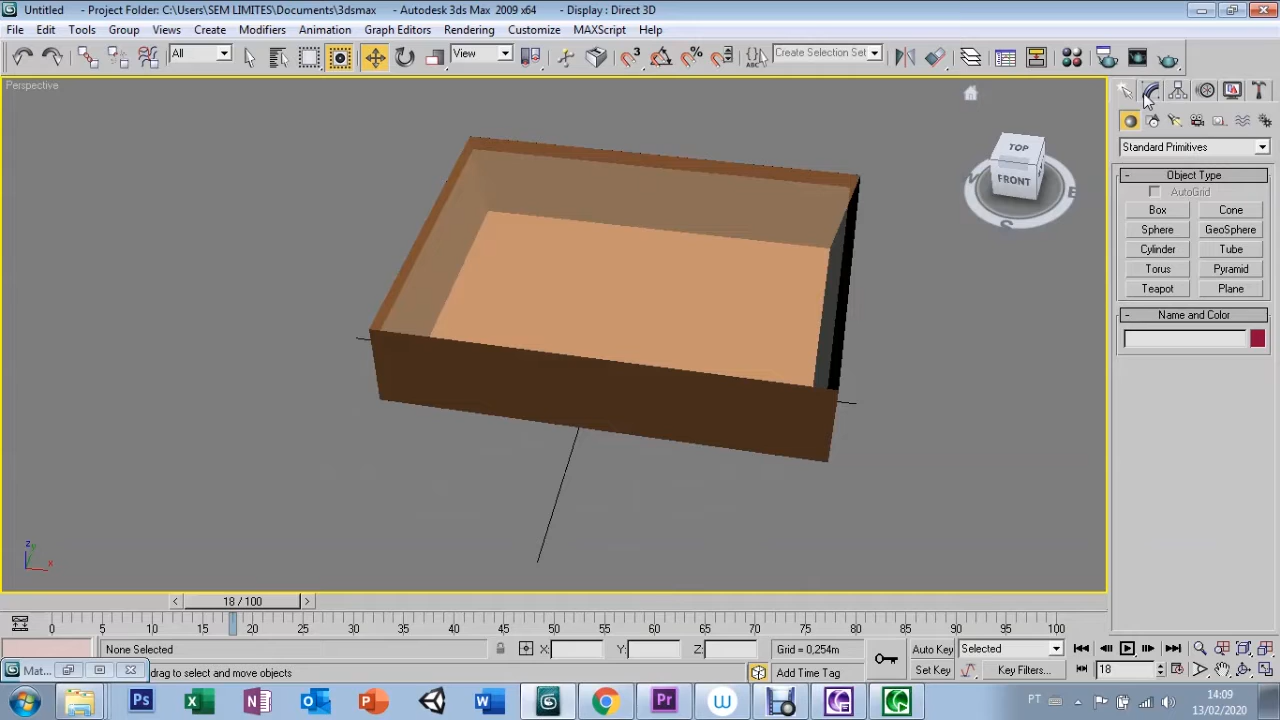 Untitled - Project Folder: C:\Users\SEM LIMITES\Documents\3dsmax - Autodesk 3ds Max 2009 x64 - Display : Direct 3D
File Edit Tools Group Views Create Modifiers Animation Graph Editors Rendering Customize MAXScript Help
All View Create Selection Set
Perspective
TOP
FRONT
S
E
Standard Primitives
- Object Type
AutoGrid
Box Cone
Sphere GeoSphere
Cylinder Tube
Torus Pyramid
Teapot Plane
- Name and Color
z
y
x
< 18 / 100 >
0 5 10 15 20 25 30 35 40 45 50 55 60 65 70 75 80 85 90 95 100
None Selected X: Y: Z: Grid = 0,254m Auto Key Selected
Mat... drag to select and move objects Add Time Tag Set Key Key Filters... 18
PT 14:09
13/02/2020